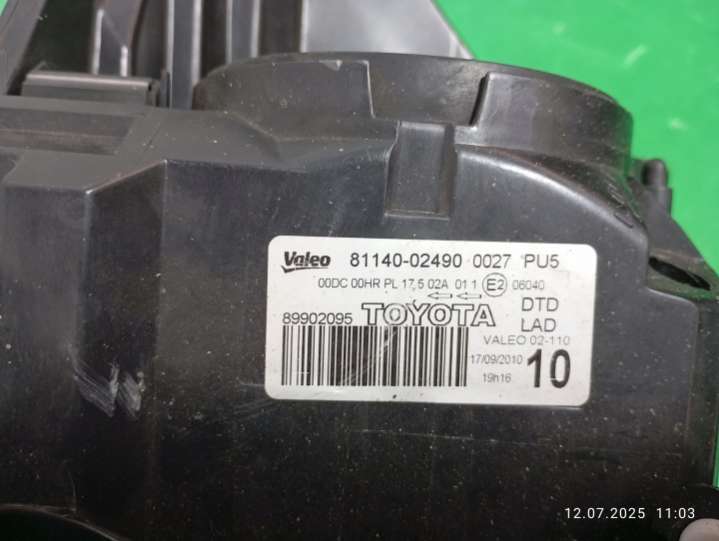 Valeo 81140-02490 0027 PU5
00DC 00HR PL 17.5 02A 01 1 E2 06040
89902095 TOYOTA DTD
LAD
VALEO 02-110
17/09/2010 10
19h16
12.07.2025 11:03